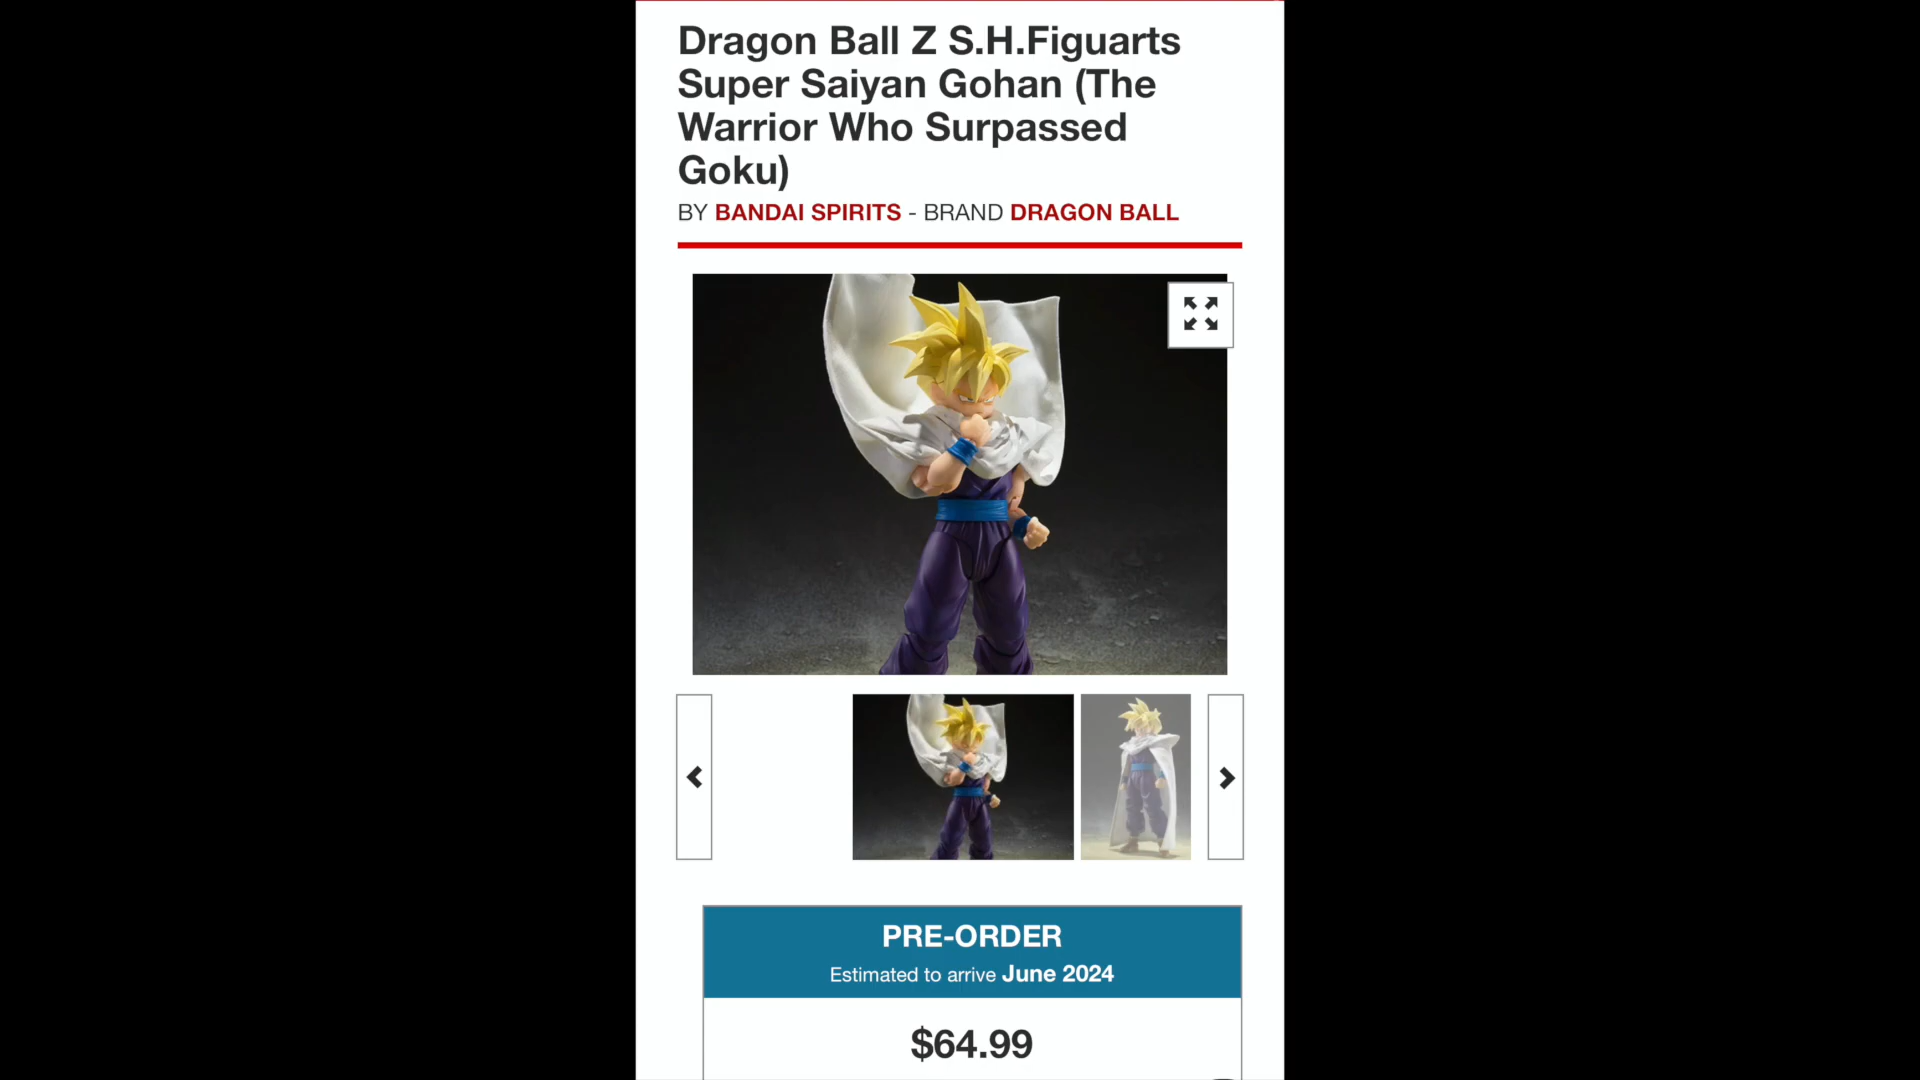 Dragon Ball Z S.H.Figuarts
Super Saiyan Gohan (The
Warrior Who Surpassed
Goku)
BY BANDAI SPIRITS - BRAND DRAGON BALL
PRE-ORDER
Estimated to arrive June 2024
$64.99